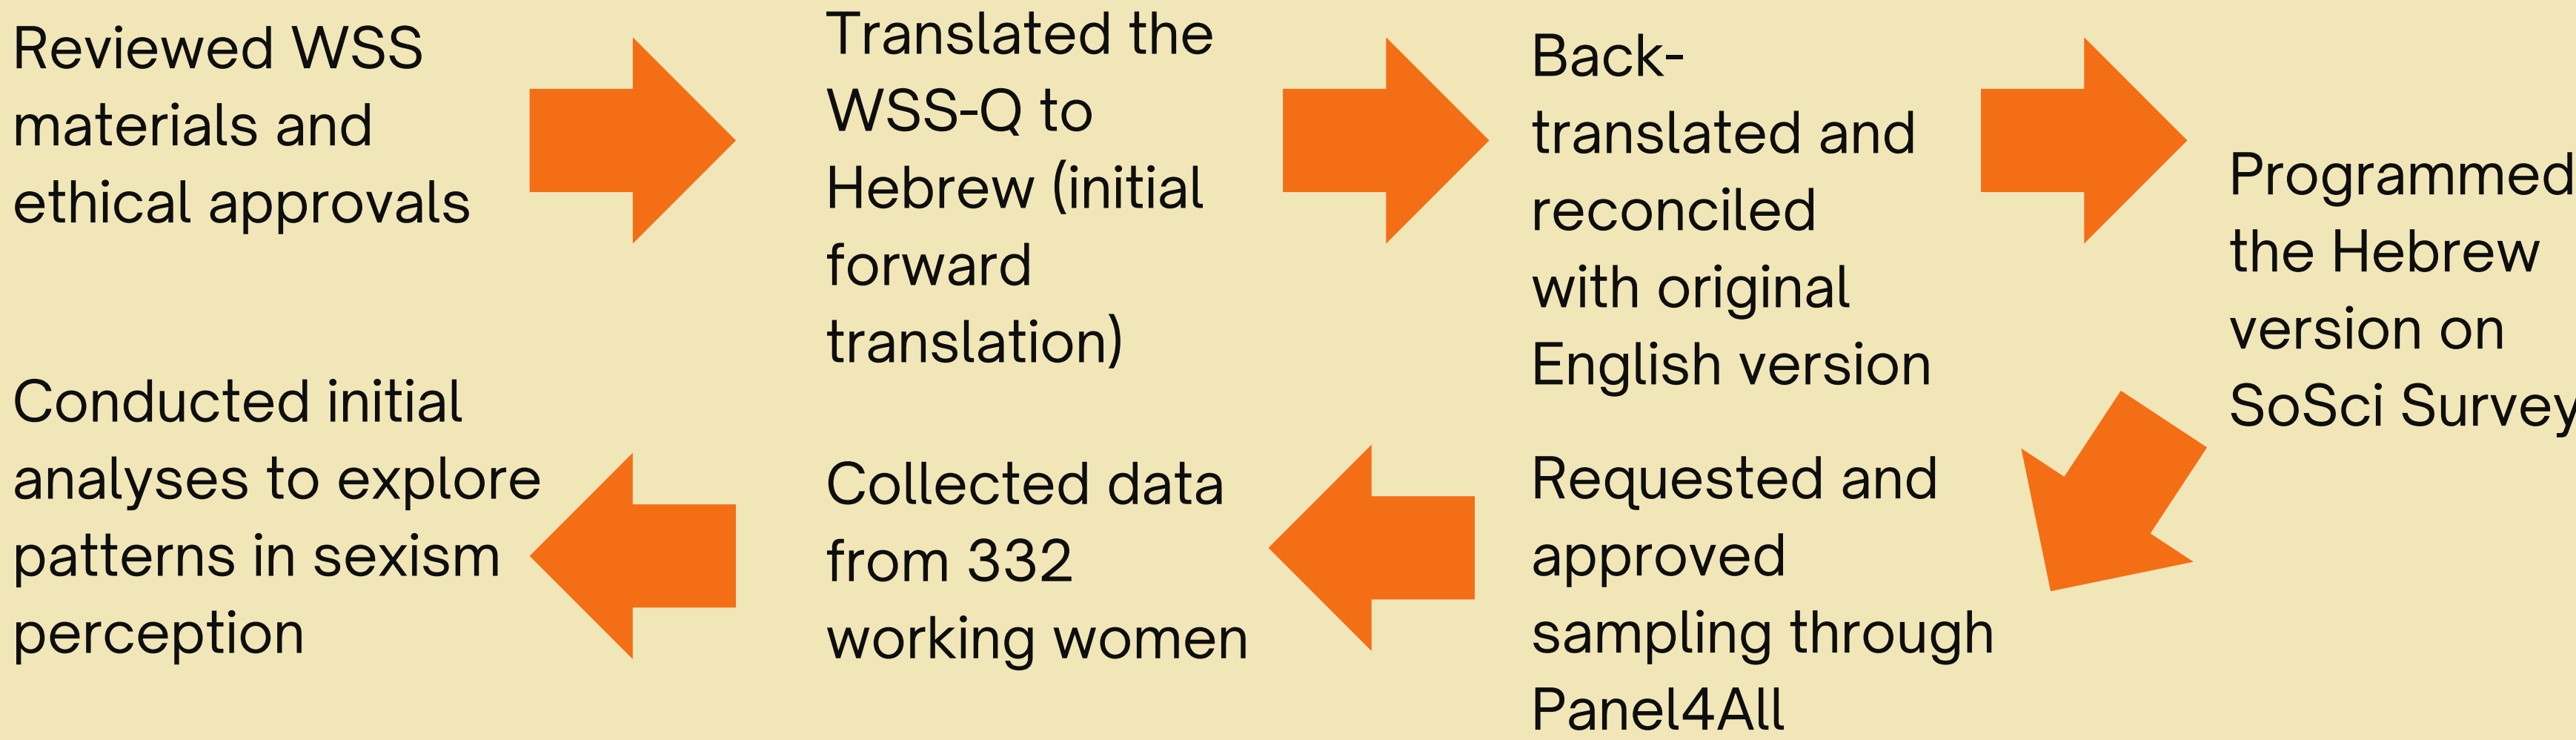 Reviewed WSS
materials and
ethical approvals
Translated the
WSS-Q to
Hebrew (initial
forward
translation)
Back-
translated and
reconciled
with original
English version
Programmed
the Hebrew
version on
SoSci Survey
Requested and
approved
sampling through
Panel4All
Collected data
from 332
working women
Conducted initial
analyses to explore
patterns in sexism
perception